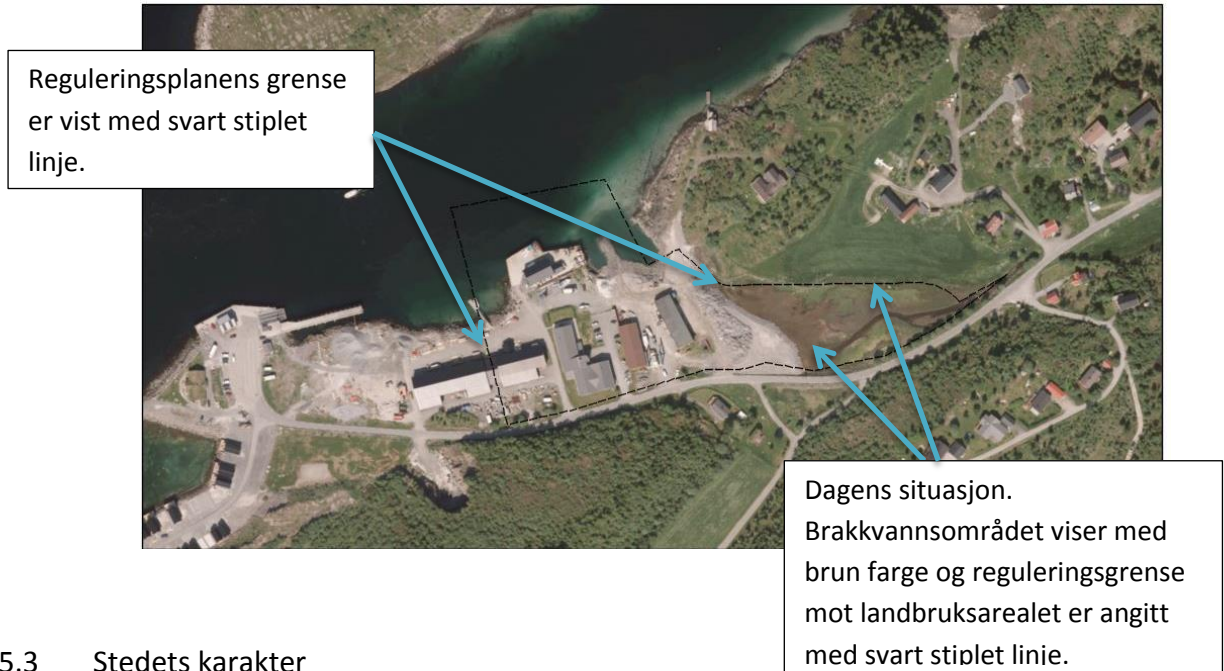 Reguleringsplanens grense
er vist med svart stiplet
linje.
Dagens situasjon.
Brakkvannsområdet viser med
brun farge og reguleringsgrense
mot landbruksarealet er angitt
med svart stiplet linje.
5.3 Stedets karakter